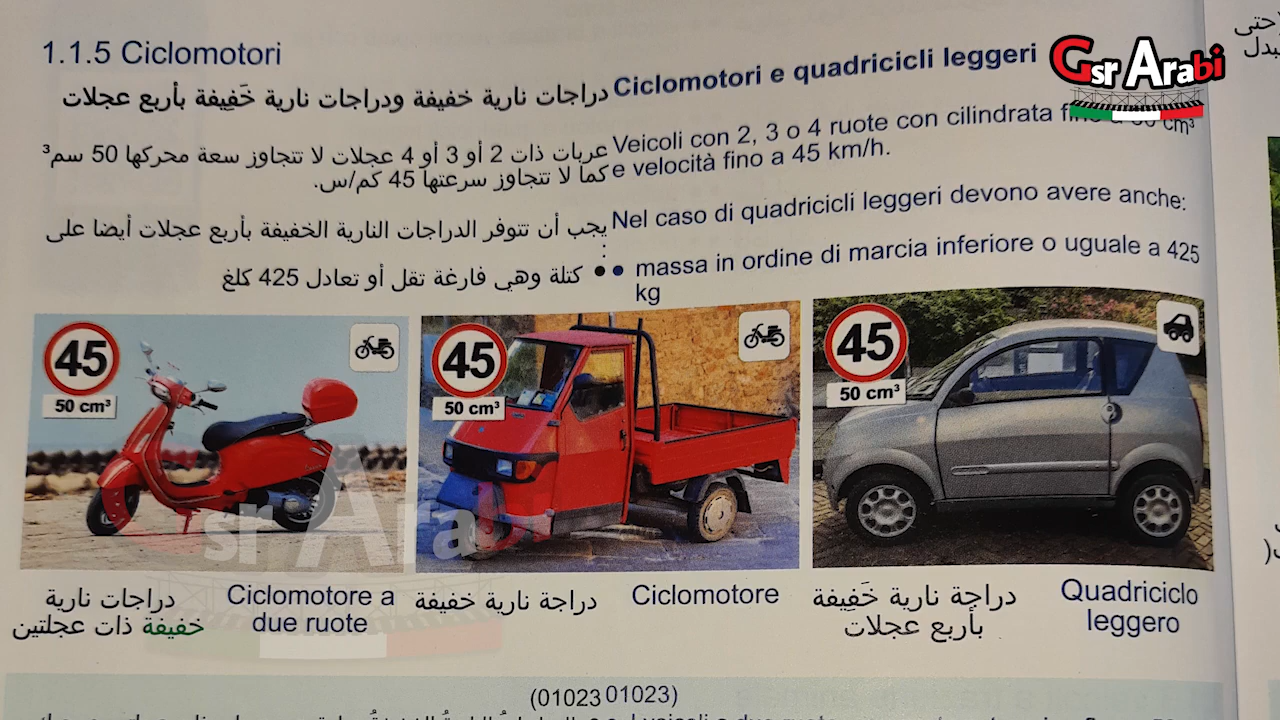 1.1.5 Ciclomotori
Gsr Arabi
Ciclomotori e quadricicli leggeri
دراجات نارية خفيفة ودراجات نارية خَفِيفة بأربع عجلات
Veicoli con 2, 3 o 4 ruote con cilindrata fino a 50 cm³
e velocità fino a 45 km/h.
عربات ذات 2 أو 3 أو 4 عجلات لا تتجاوز سعة محركها 50 سم³
كما لا تتجاوز سرعتها 45 كم/س.
Nel caso di quadricicli leggeri devono avere anche:
يجب أن تتوفر الدراجات النارية الخفيفة بأربع عجلات أيضا على
:
• massa in ordine di marcia inferiore o uguale a 425
kg
• كتلة وهي فارغة تقل أو تعادل 425 كلغ
45
50 cm³
45
50 cm³
45
50 cm³
Gsr Arabi
Ciclomotore a
due ruote
دراجات نارية
خفيفة ذات عجلتين
Ciclomotore
دراجة نارية خفيفة
Quadriciclo
leggero
دراجة نارية خَفِيفة
بأربع عجلات
(01023 01023)
احتى